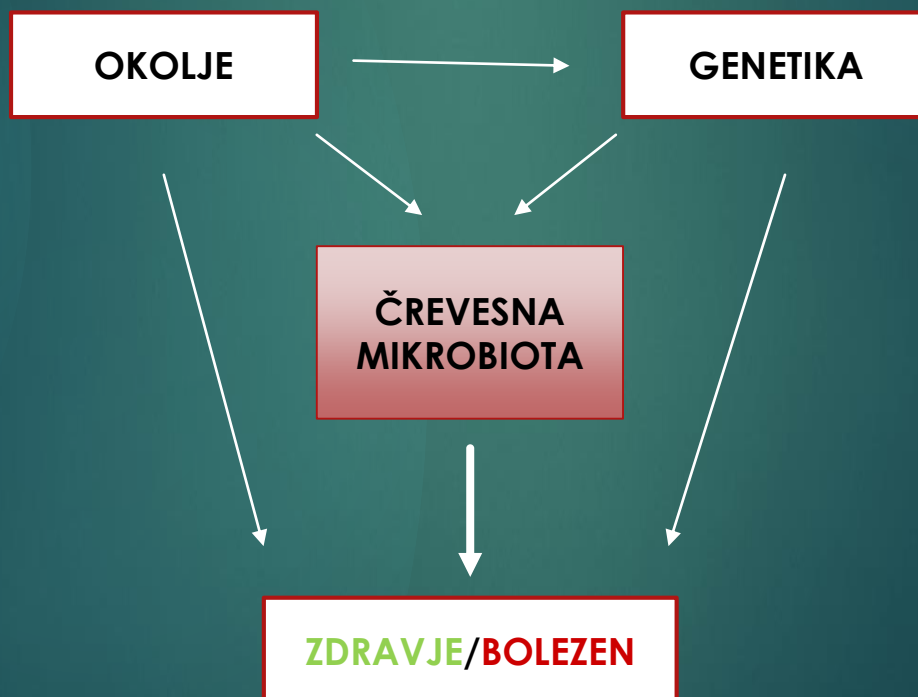 OKOLJE
GENETIKA
ČREVESNA
MIKROBIOTA
ZDRAVJE/BOLEZEN